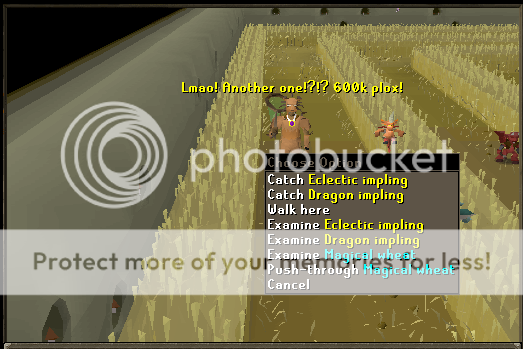 Lmao! Another one!?!? 600k plox!
photobucket
Choose Option
Catch Eclectic impling
Catch Dragon impling
Walk here
Examine Eclectic impling
Examine Dragon impling
Examine Magical wheat
Push-through Magical wheat
Cancel
Protect more of your memories for less!